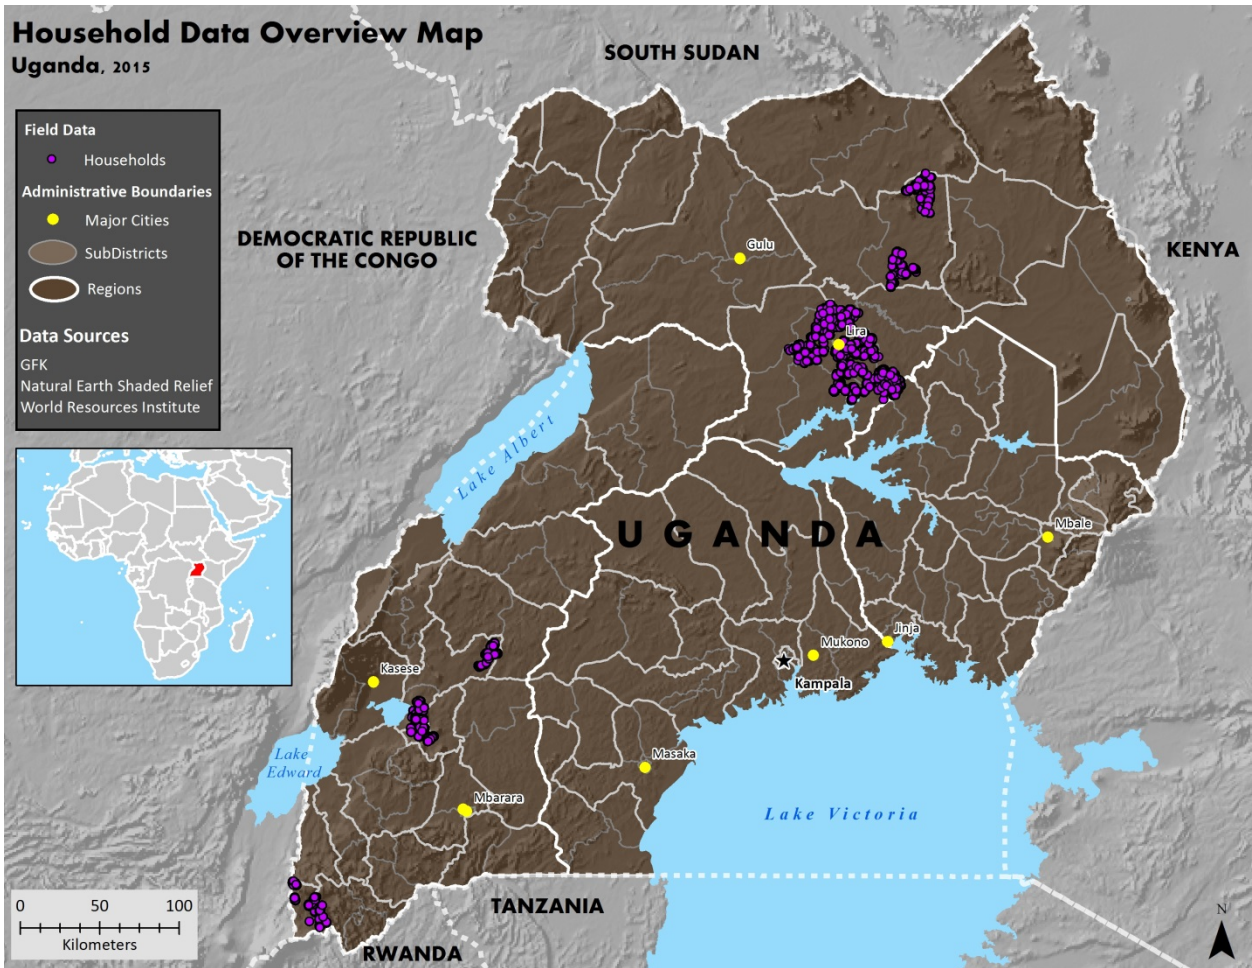 Household Data Overview Map
Uganda, 2015
Field Data
Households
Administrative Boundaries
Major Cities
SubDistricts
Regions
Data Sources
GFK
Natural Earth Shaded Relief
World Resources Institute
SOUTH SUDAN
DEMOCRATIC REPUBLIC
OF THE CONGO
KENYA
Gulu
Lira
Lake Albert
UGANDA
Mbale
Jinja
Mukono
Kampala
Kasese
Masaka
Lake
Edward
Mbarara
Lake Victoria
TANZANIA
RWANDA
0 50 100
Kilometers
N